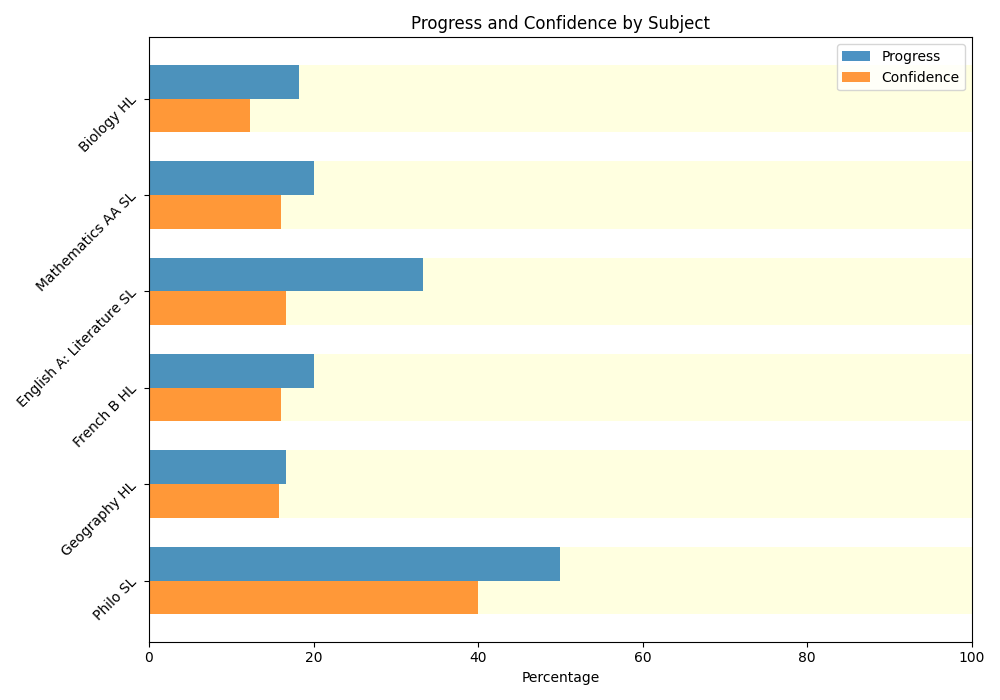 Progress and Confidence by Subject
Progress
Confidence
Biology HL
Mathematics AA SL
English A: Literature SL
French B HL
Geography HL
Philo SL
0 20 40 60 80 100
Percentage